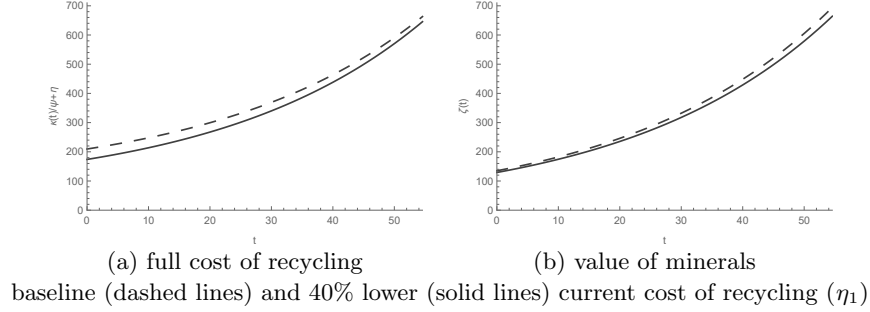 700
600
500
400
300
200
100
0
0 10 20 30 40 50
t
κ(t)/ψ+η
700
600
500
400
300
200
100
0
0 10 20 30 40 50
t
ζ(t)
(a) full cost of recycling
(b) value of minerals
baseline (dashed lines) and 40% lower (solid lines) current cost of recycling (η₁)